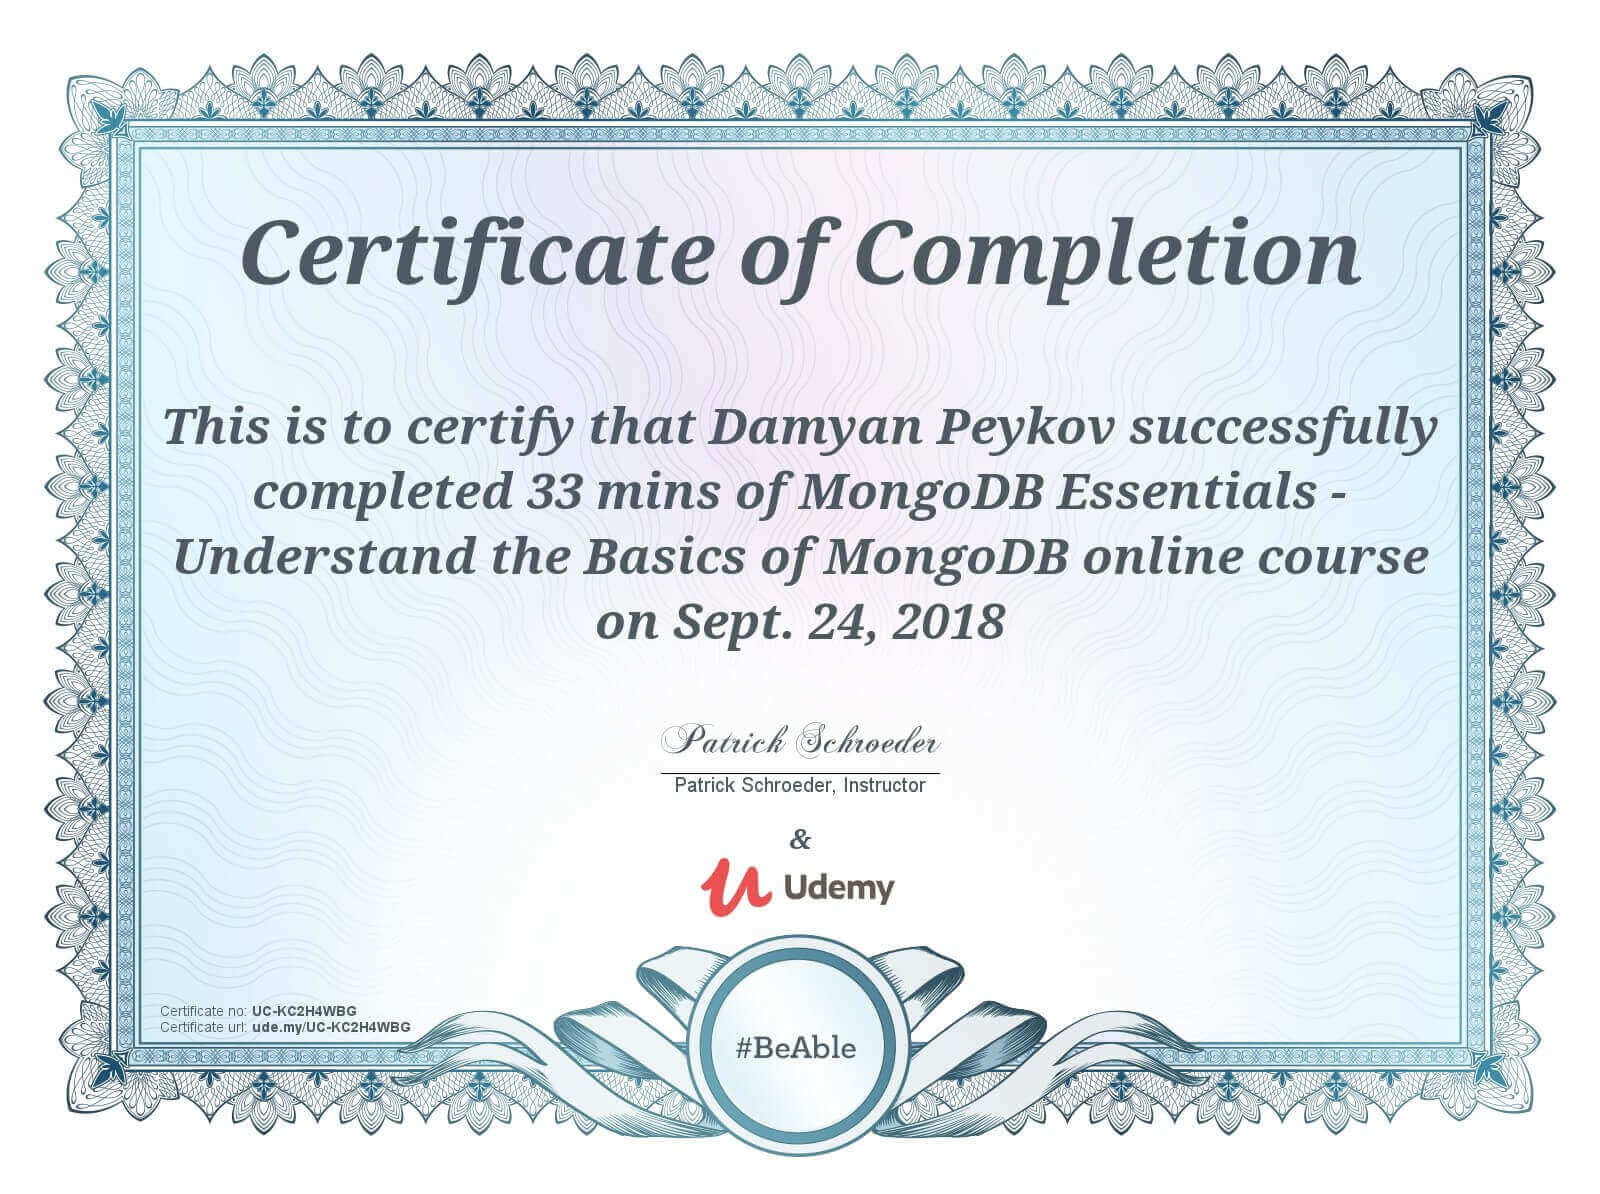 Certificate of Completion
This is to certify that Damyan Peykov successfully
completed 33 mins of MongoDB Essentials -
Understand the Basics of MongoDB online course
on Sept. 24, 2018
Patrick Schroeder
Patrick Schroeder, Instructor
&
Udemy
Certificate no: UC-KC2H4WBG
Certificate url: ude.my/UC-KC2H4WBG
#BeAble